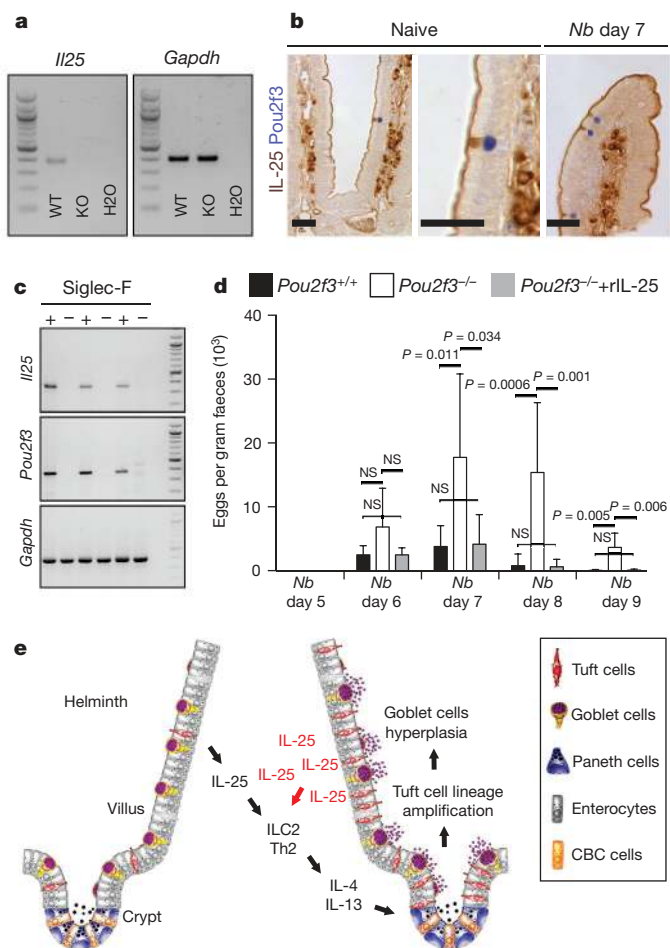 a
Il25
Gapdh
WT
KO
H2O
WT
KO
H2O
b
Naive
Nb day 7
IL-25 Pou2f3
c
Siglec-F
+ − + − + −
Il25
Pou2f3
Gapdh
d
Pou2f3+/+
Pou2f3−/−
Pou2f3−/−+rIL-25
Eggs per gram faeces (10³)
40
30
20
10
0
NS
NS
NS
P = 0.011
P = 0.034
NS
P = 0.0006
P = 0.001
NS
P = 0.005
P = 0.006
NS
Nb
day 5
Nb
day 6
Nb
day 7
Nb
day 8
Nb
day 9
e
Helminth
Villus
Crypt
IL-25
IL-25
IL-25
IL-25
IL-25
ILC2
Th2
IL-4
IL-13
Goblet cells
hyperplasia
Tuft cell lineage
amplification
Tuft cells
Goblet cells
Paneth cells
Enterocytes
CBC cells